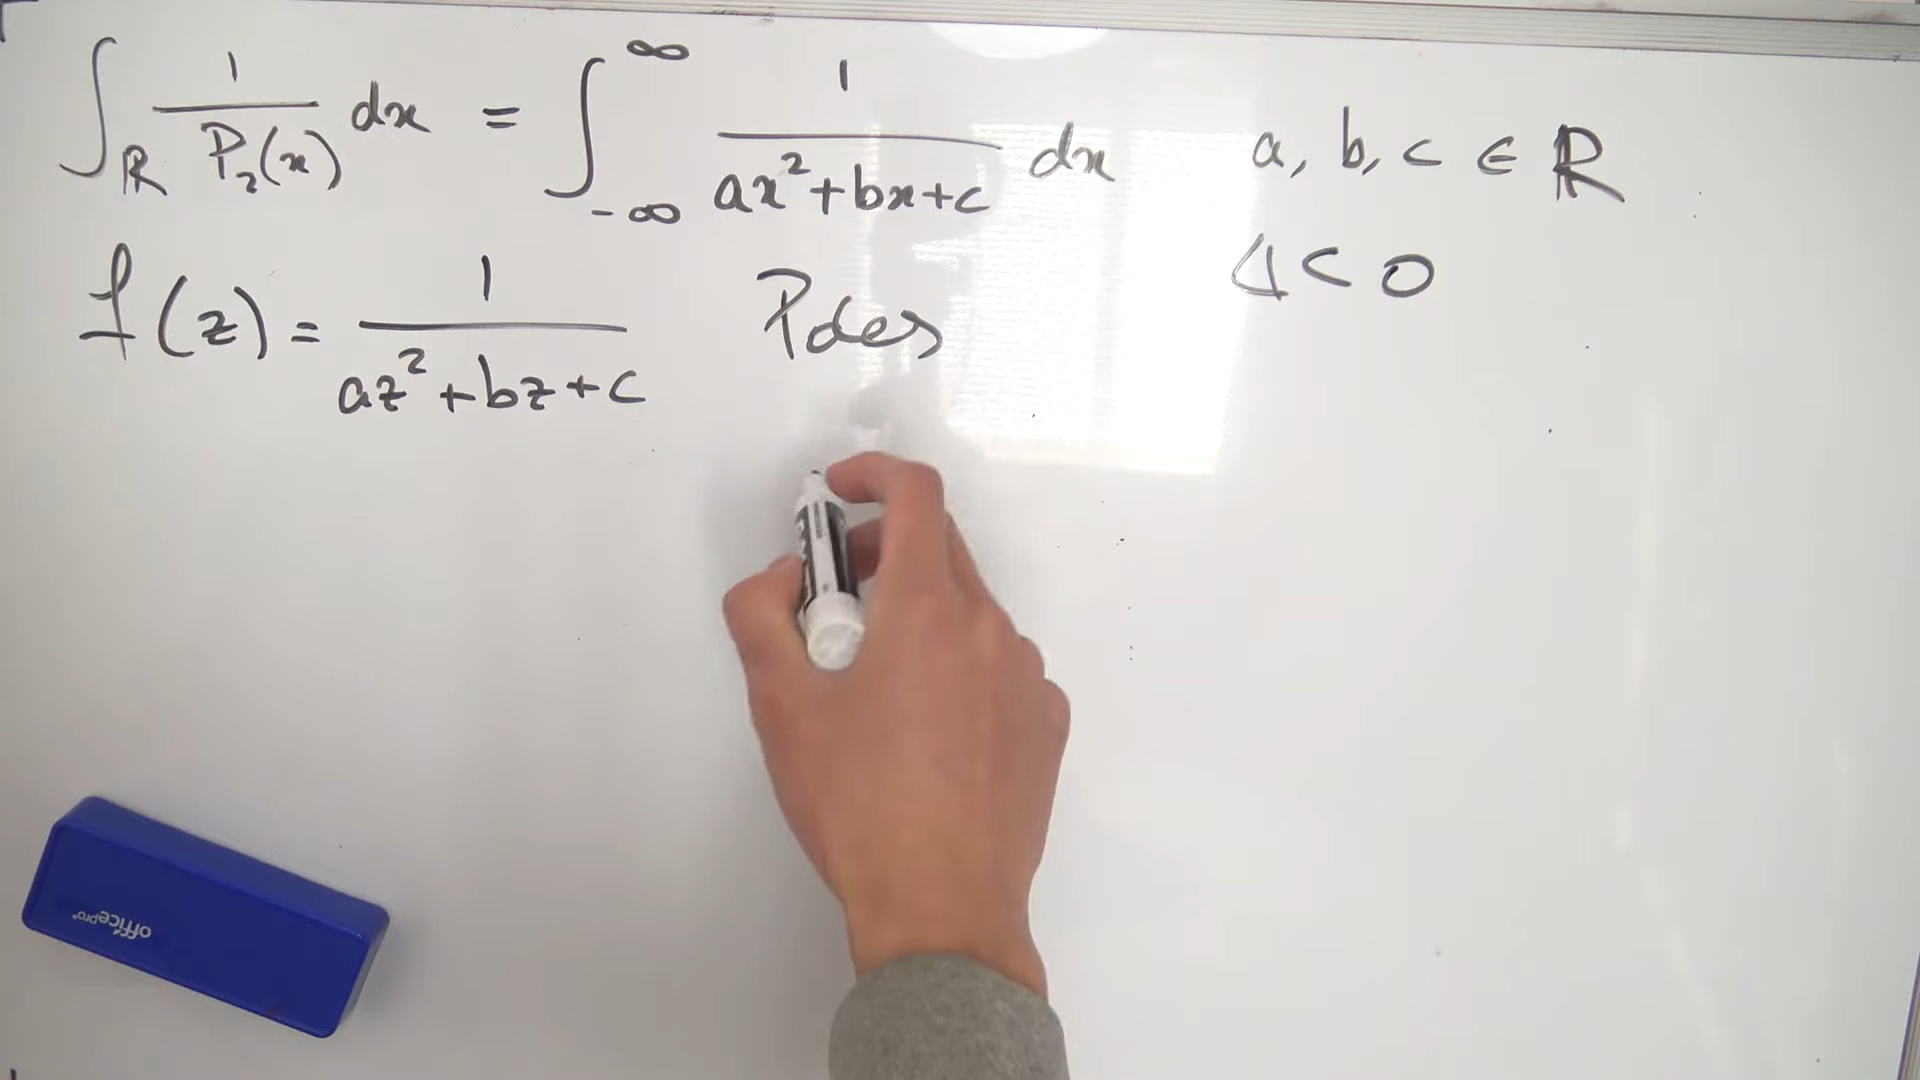 ∫_R 1/P₂(x) dx = ∫_{-∞}^{∞} 1/(ax²+bx+c) dx    a, b, c ∈ R
Δ < 0
f(z) = 1/(az²+bz+c)    Poles
officepro®